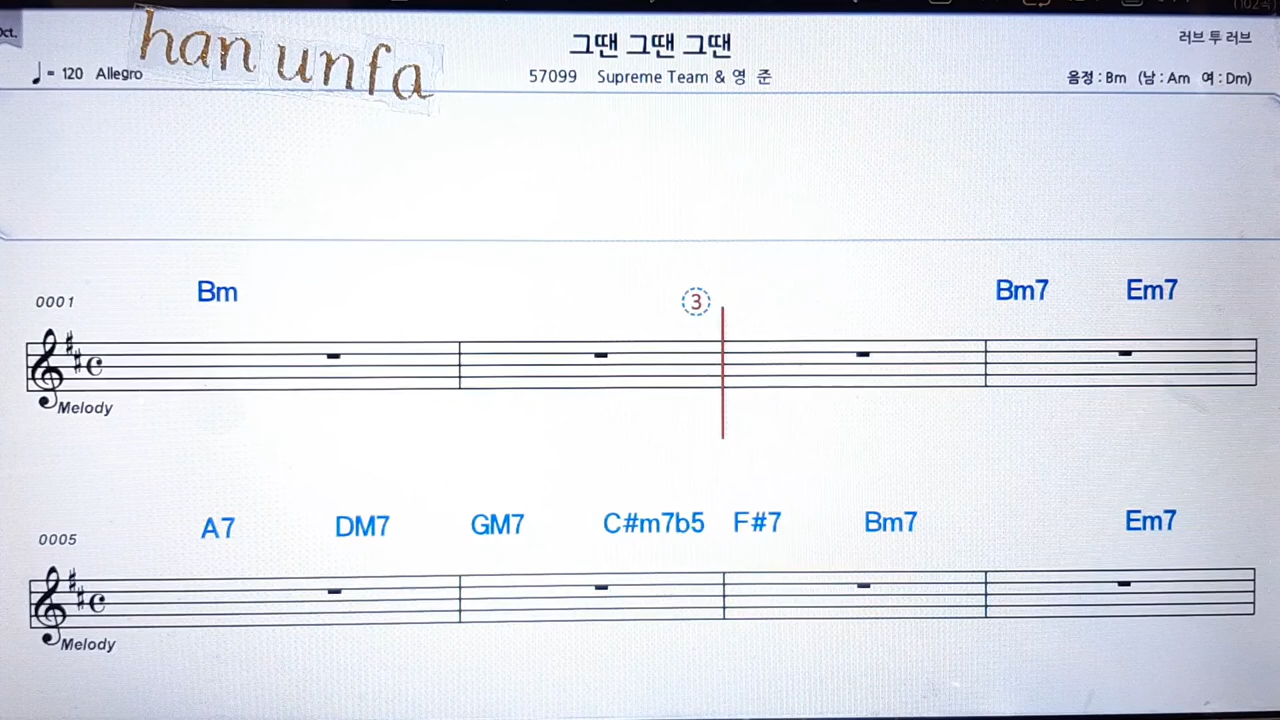 Oct.
han unfa
그땐 그땐 그땐
러브 투 러브
♩= 120 Allegro
57099 Supreme Team & 영 준
음정 : Bm (남 : Am 여 : Dm)
0001
Bm
③
Bm7
Em7
Melody
0005
A7
DM7
GM7
C#m7b5
F#7
Bm7
Em7
Melody